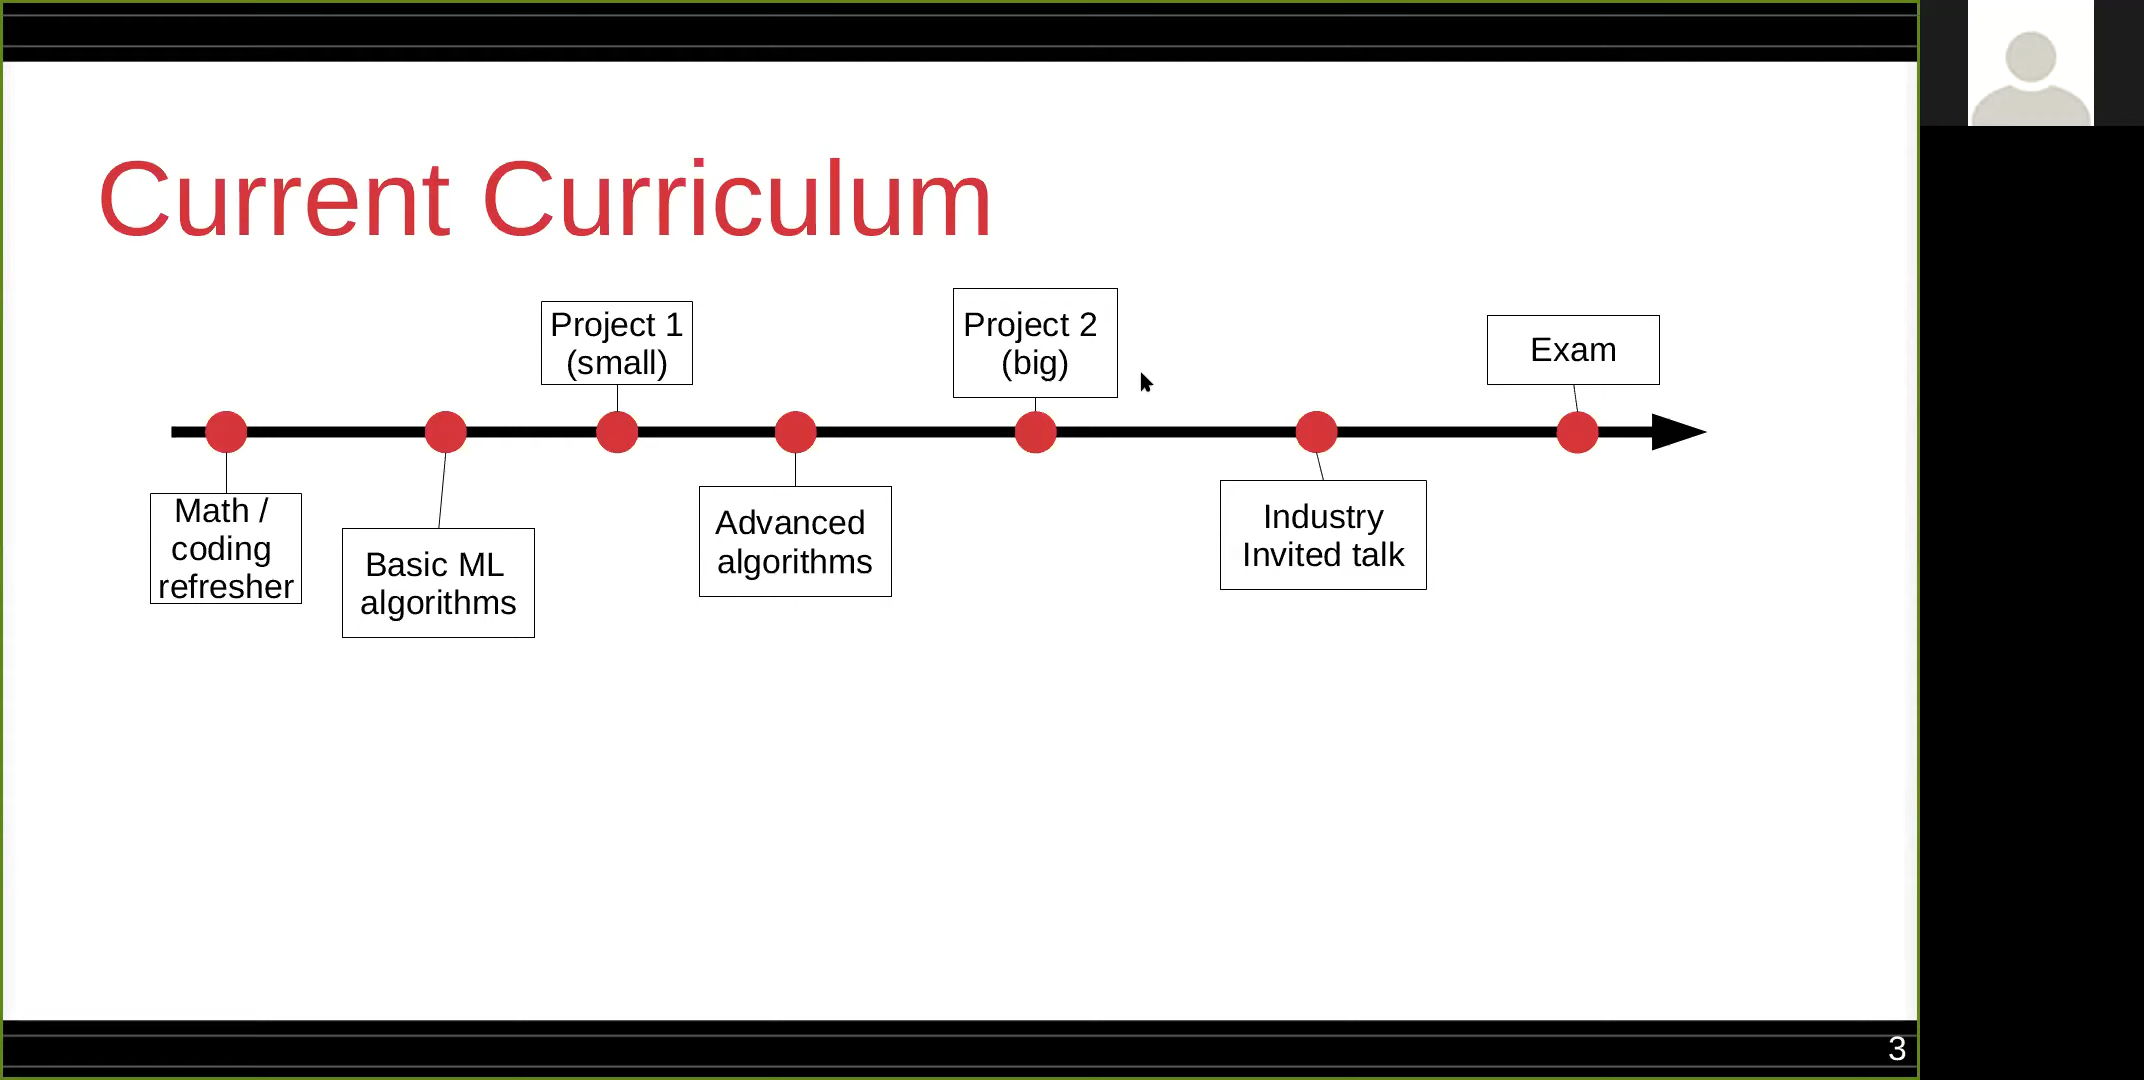 Current Curriculum
Project 1
(small)
Project 2
(big)
Exam
Math /
coding
refresher
Basic ML
algorithms
Advanced
algorithms
Industry
Invited talk
3